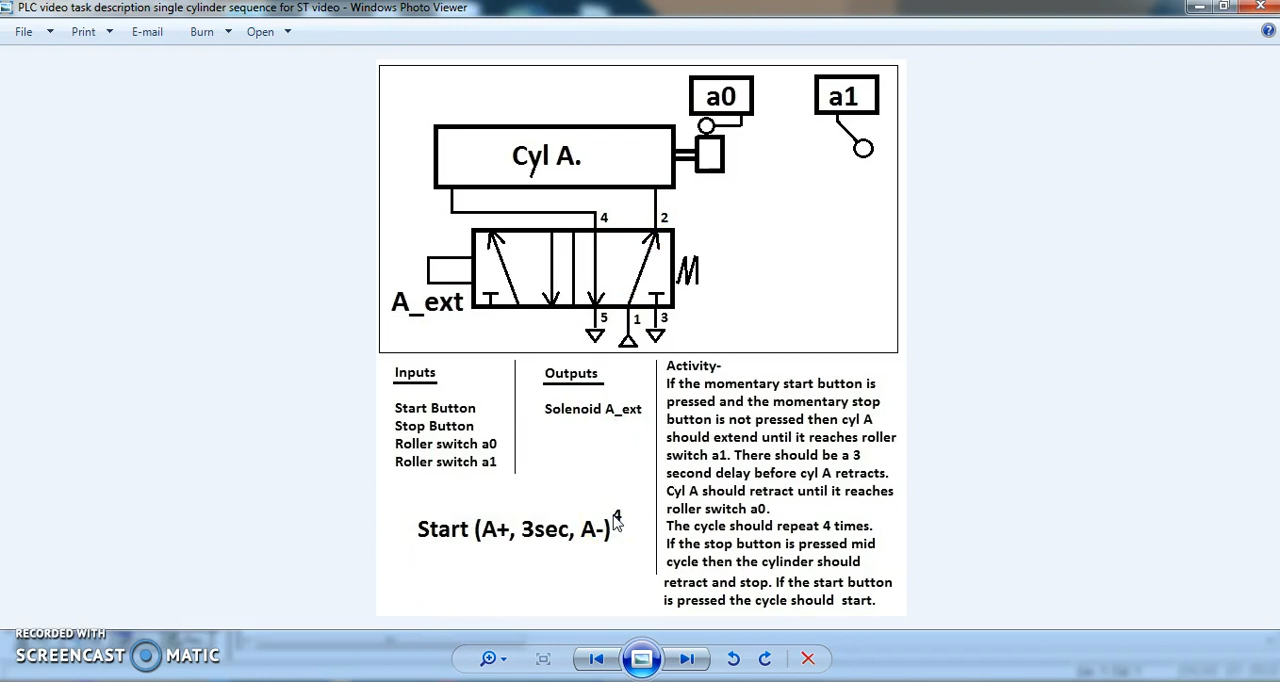 PLC video task description single cylinder sequence for ST video - Windows Photo Viewer
File Print E-mail Burn Open
a0 a1
Cyl A.
4 2
M
A_ext
5 1 3
Inputs
Start Button
Stop Button
Roller switch a0
Roller switch a1
Outputs
Solenoid A_ext
Start (A+, 3sec, A-)4
Activity-
If the momentary start button is
pressed and the momentary stop
button is not pressed then cyl A
should extend until it reaches roller
switch a1. There should be a 3
second delay before cyl A retracts.
Cyl A should retract until it reaches
roller switch a0.
The cycle should repeat 4 times.
If the stop button is pressed mid
cycle then the cylinder should
retract and stop. If the start button
is pressed the cycle should start.
RECORDED WITH
SCREENCAST MATIC